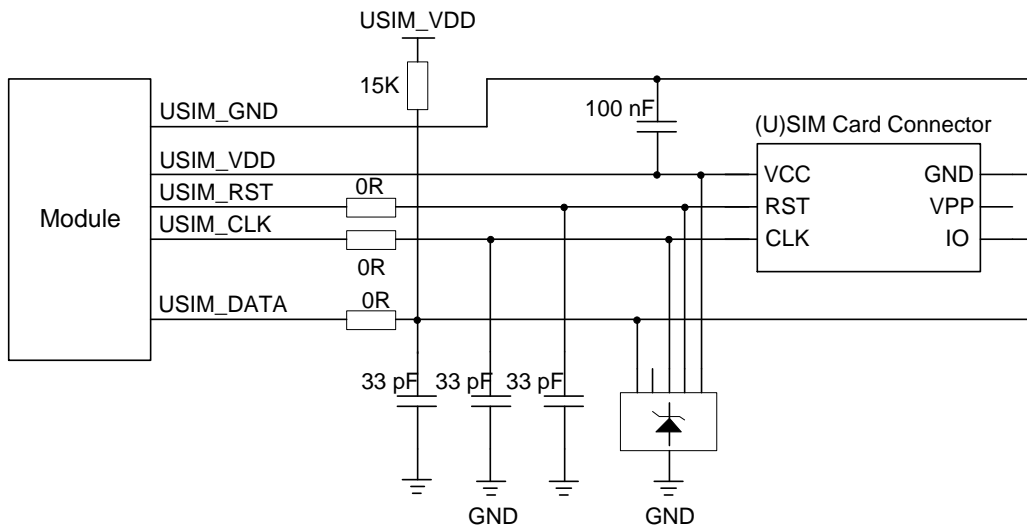 USIM_VDD
15K
USIM_GND
100 nF
(U)SIM Card Connector
USIM_VDD
VCC
GND
USIM_RST
0R
RST
VPP
Module
USIM_CLK
CLK
IO
0R
USIM_DATA
0R
33 pF
33 pF
33 pF
GND
GND